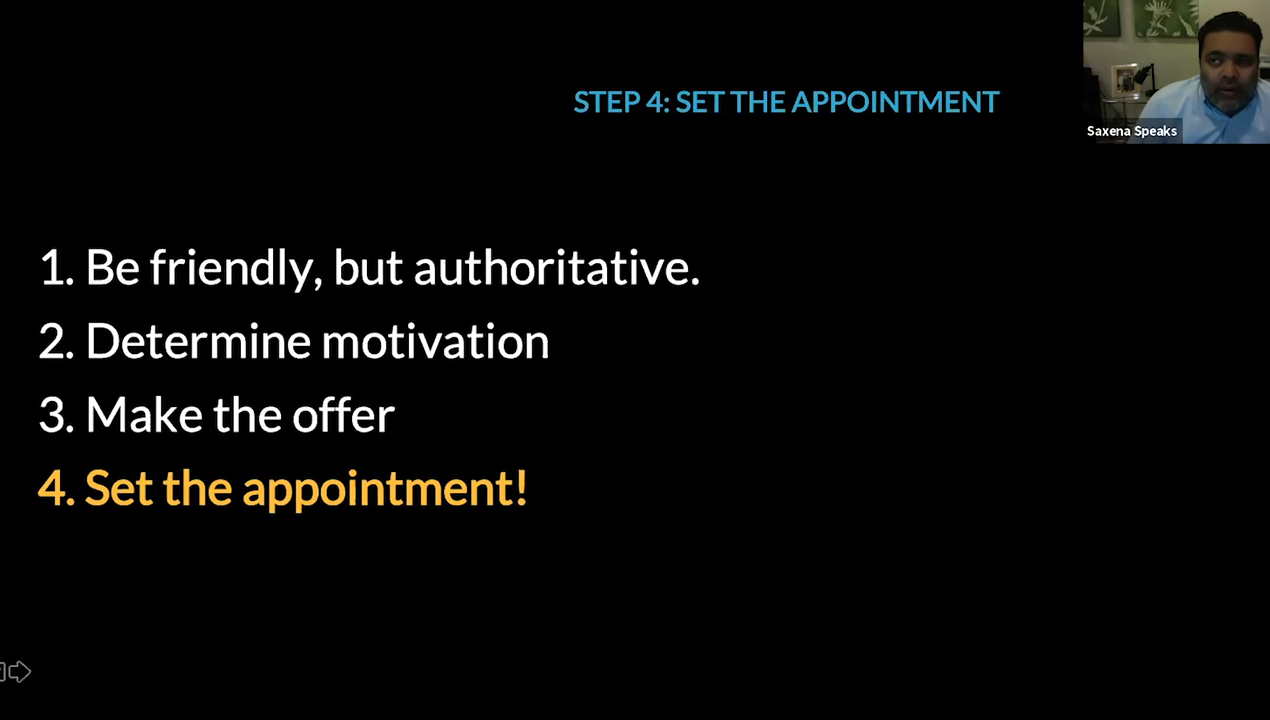 STEP 4: SET THE APPOINTMENT
Saxena Speaks
1. Be friendly, but authoritative.
2. Determine motivation
3. Make the offer
4. Set the appointment!